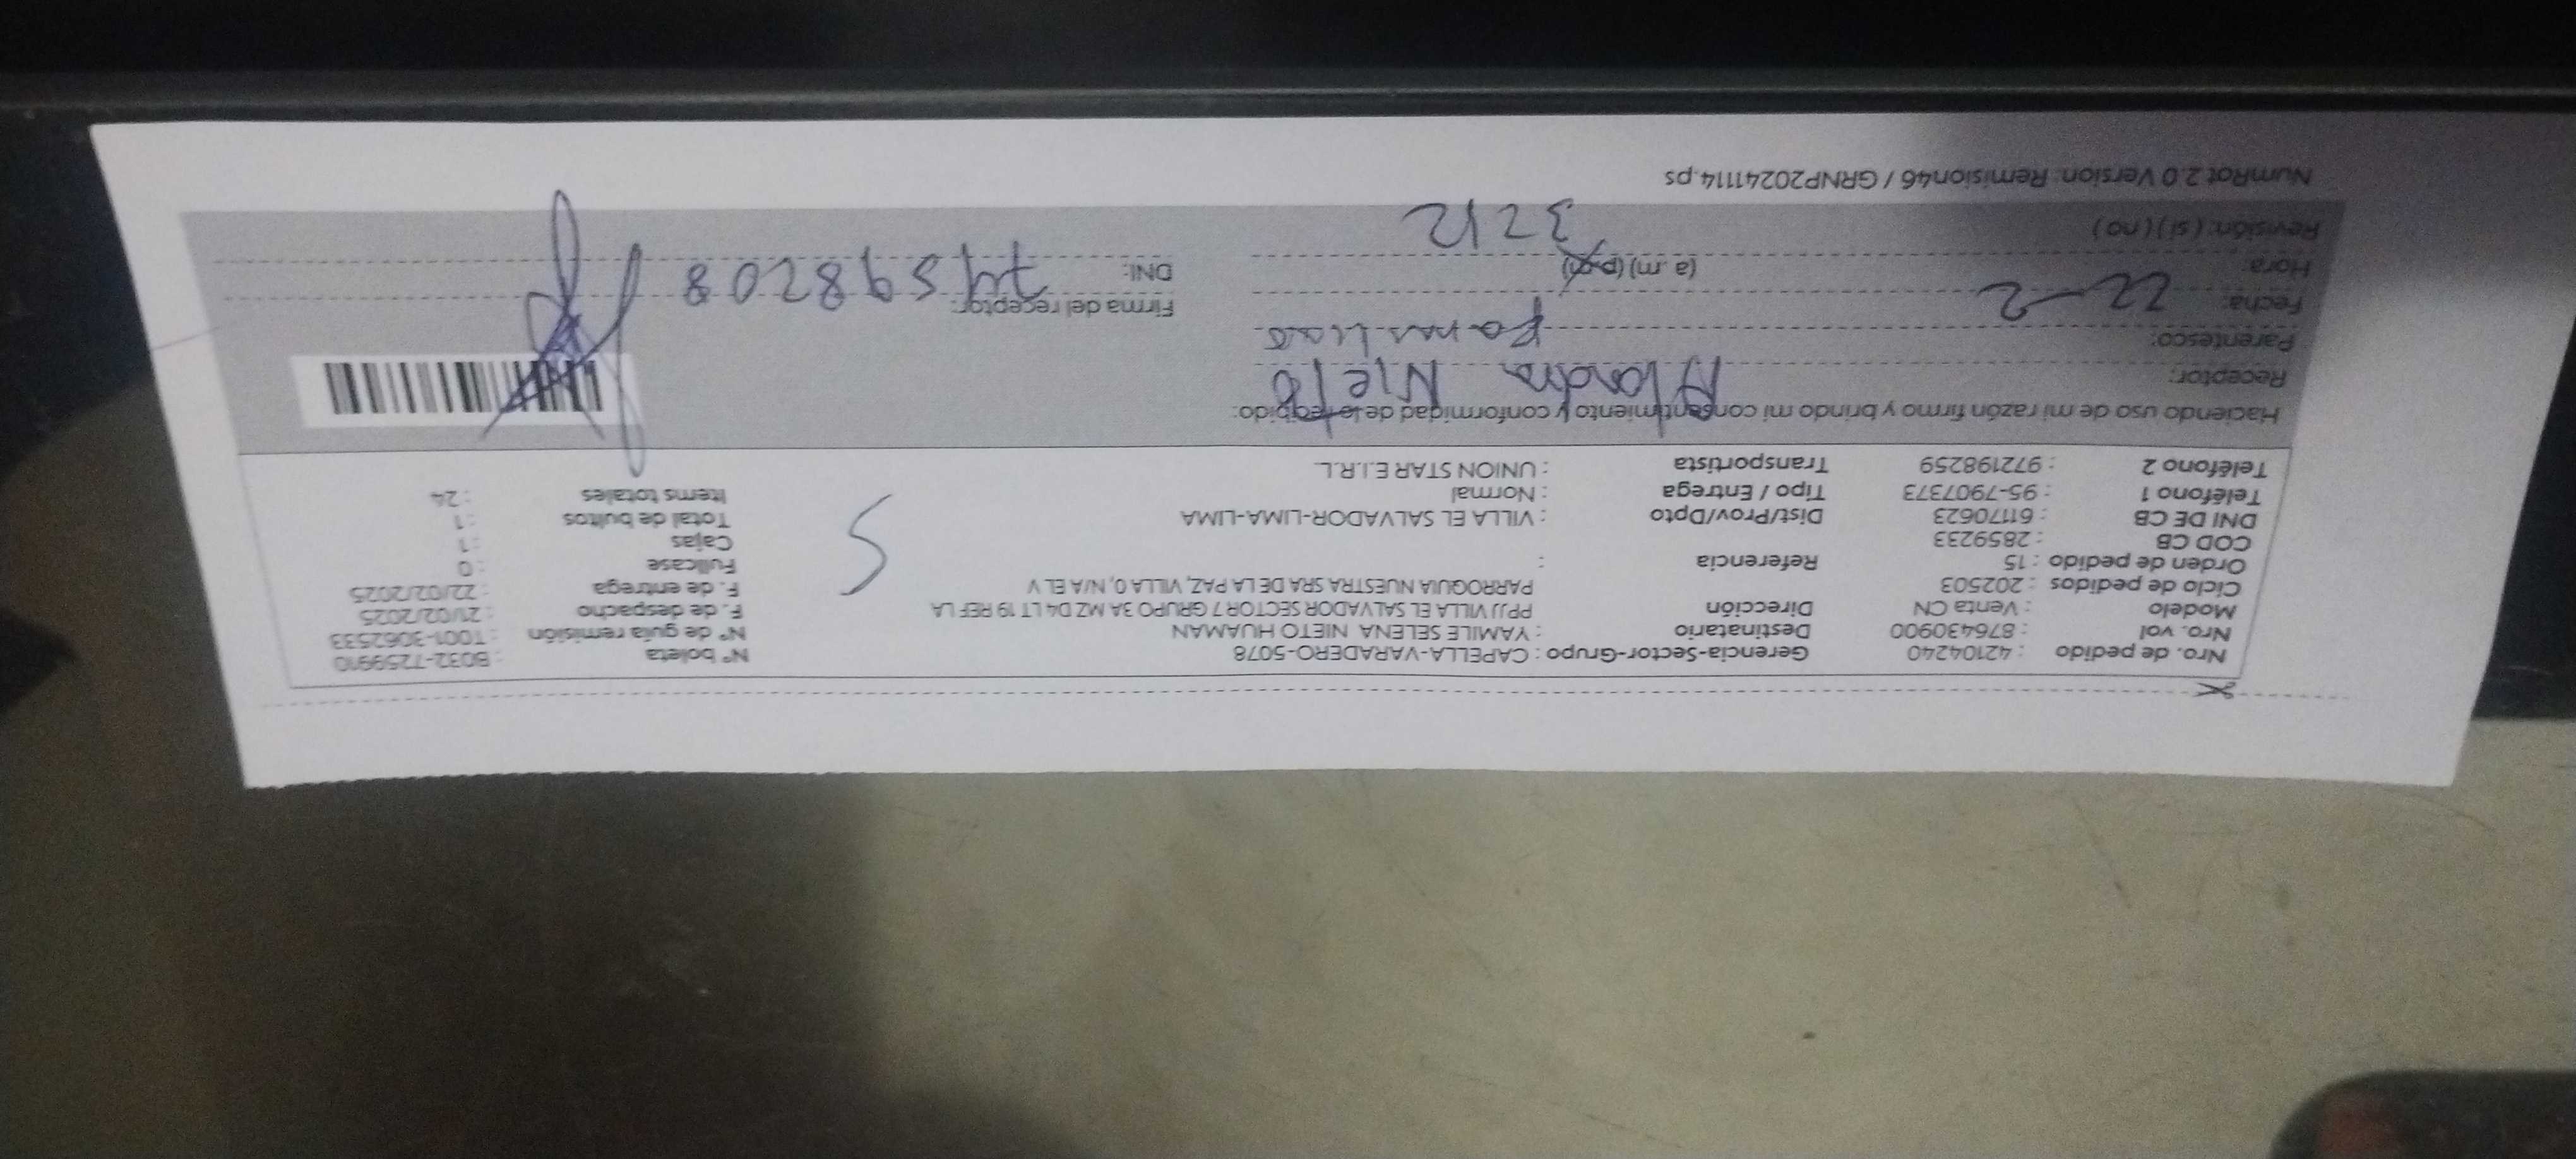 Nro. de pedido : 42104240 Gerencia-Sector-Grupo : CAPELLA-VARADERO-5078 N° boleta : B032-7259910
Nro. vol : 876430900 Destinatario : YAMILE SELENA NIETO HUAMAN N° de guía remisión : T001-3062533
Modelo : Venta CN Dirección PPJJ VILLA EL SALVADOR SECTOR 7 GRUPO 3A MZ D4 LT 19 REF LA F. de despacho : 21/02/2025
Ciclo de pedidos : 202503 PARROGUIA NUESTRA SRA DE LA PAZ, VILLA 0, N/A EL V F. de entrega : 22/02/2025
Orden de pedido : 15 Referencia : Fullcase : 0
COD CB : 2859233 Cajas : 1
DNI DE CB : 61170623 Dist/Prov/Dpto : VILLA EL SALVADOR-LIMA-LIMA Total de bultos : 1
Teléfono 1 : 95-7907373 Tipo / Entrega : Normal Items totales : 24
Teléfono 2 : 972198259 Transportista : UNION STAR E.I.R.L.
S
Haciendo uso de mi razón firmo y brindo mi consentimiento y conformidad de lo recibido:
Receptor: Nieto
Parentesco:
Fecha: 22-2 Firma del receptor:
Hora: (a. m) (p.m) DNI: 74598208
Revisión: ( si ) ( no ) 3212
NumRot 2.0 Version: Remision46 / GRNP20241114.ps